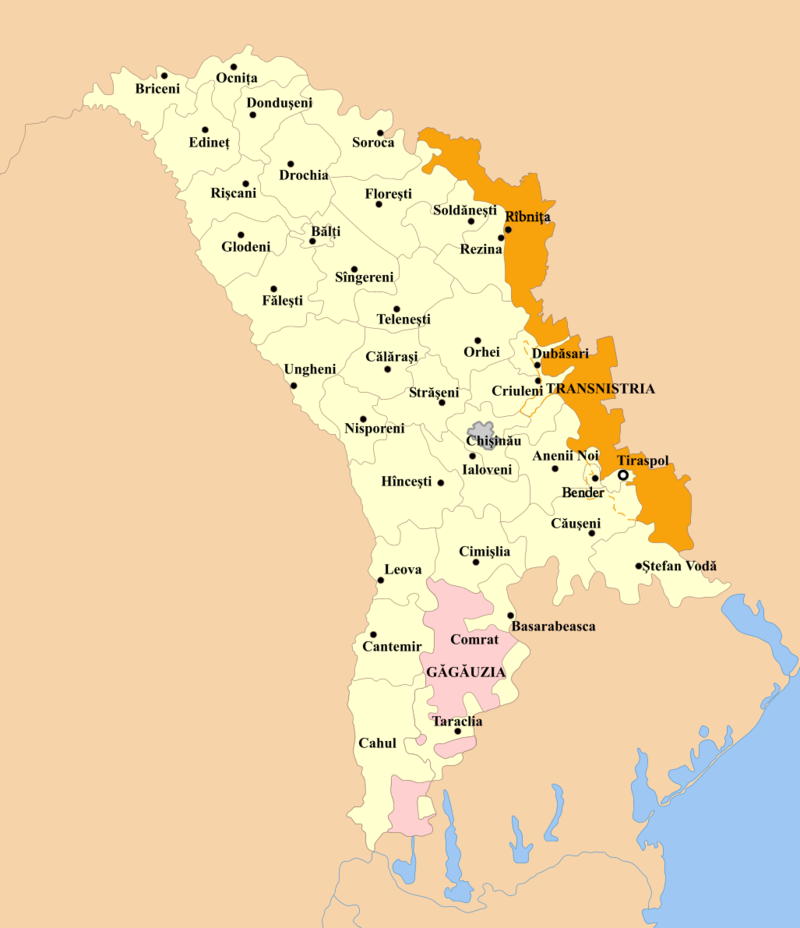 Ocnița
Briceni
Dondușeni
Edineț
Soroca
Drochia
Rișcani
Florești
Soldănești
Rîbnița
Bălți
Glodeni
Rezina
Sîngereni
Fălești
Telenești
Orhei
Dubăsari
Călărași
Ungheni
Criuleni
TRANSNISTRIA
Strășeni
Nisporeni
Chișinău
Anenii Noi
Tiraspol
Ialoveni
Hîncești
Bender
Căușeni
Cimișlia
Ștefan Vodă
Leova
Basarabeasca
Comrat
Cantemir
GĂGĂUZIA
Taraclia
Cahul